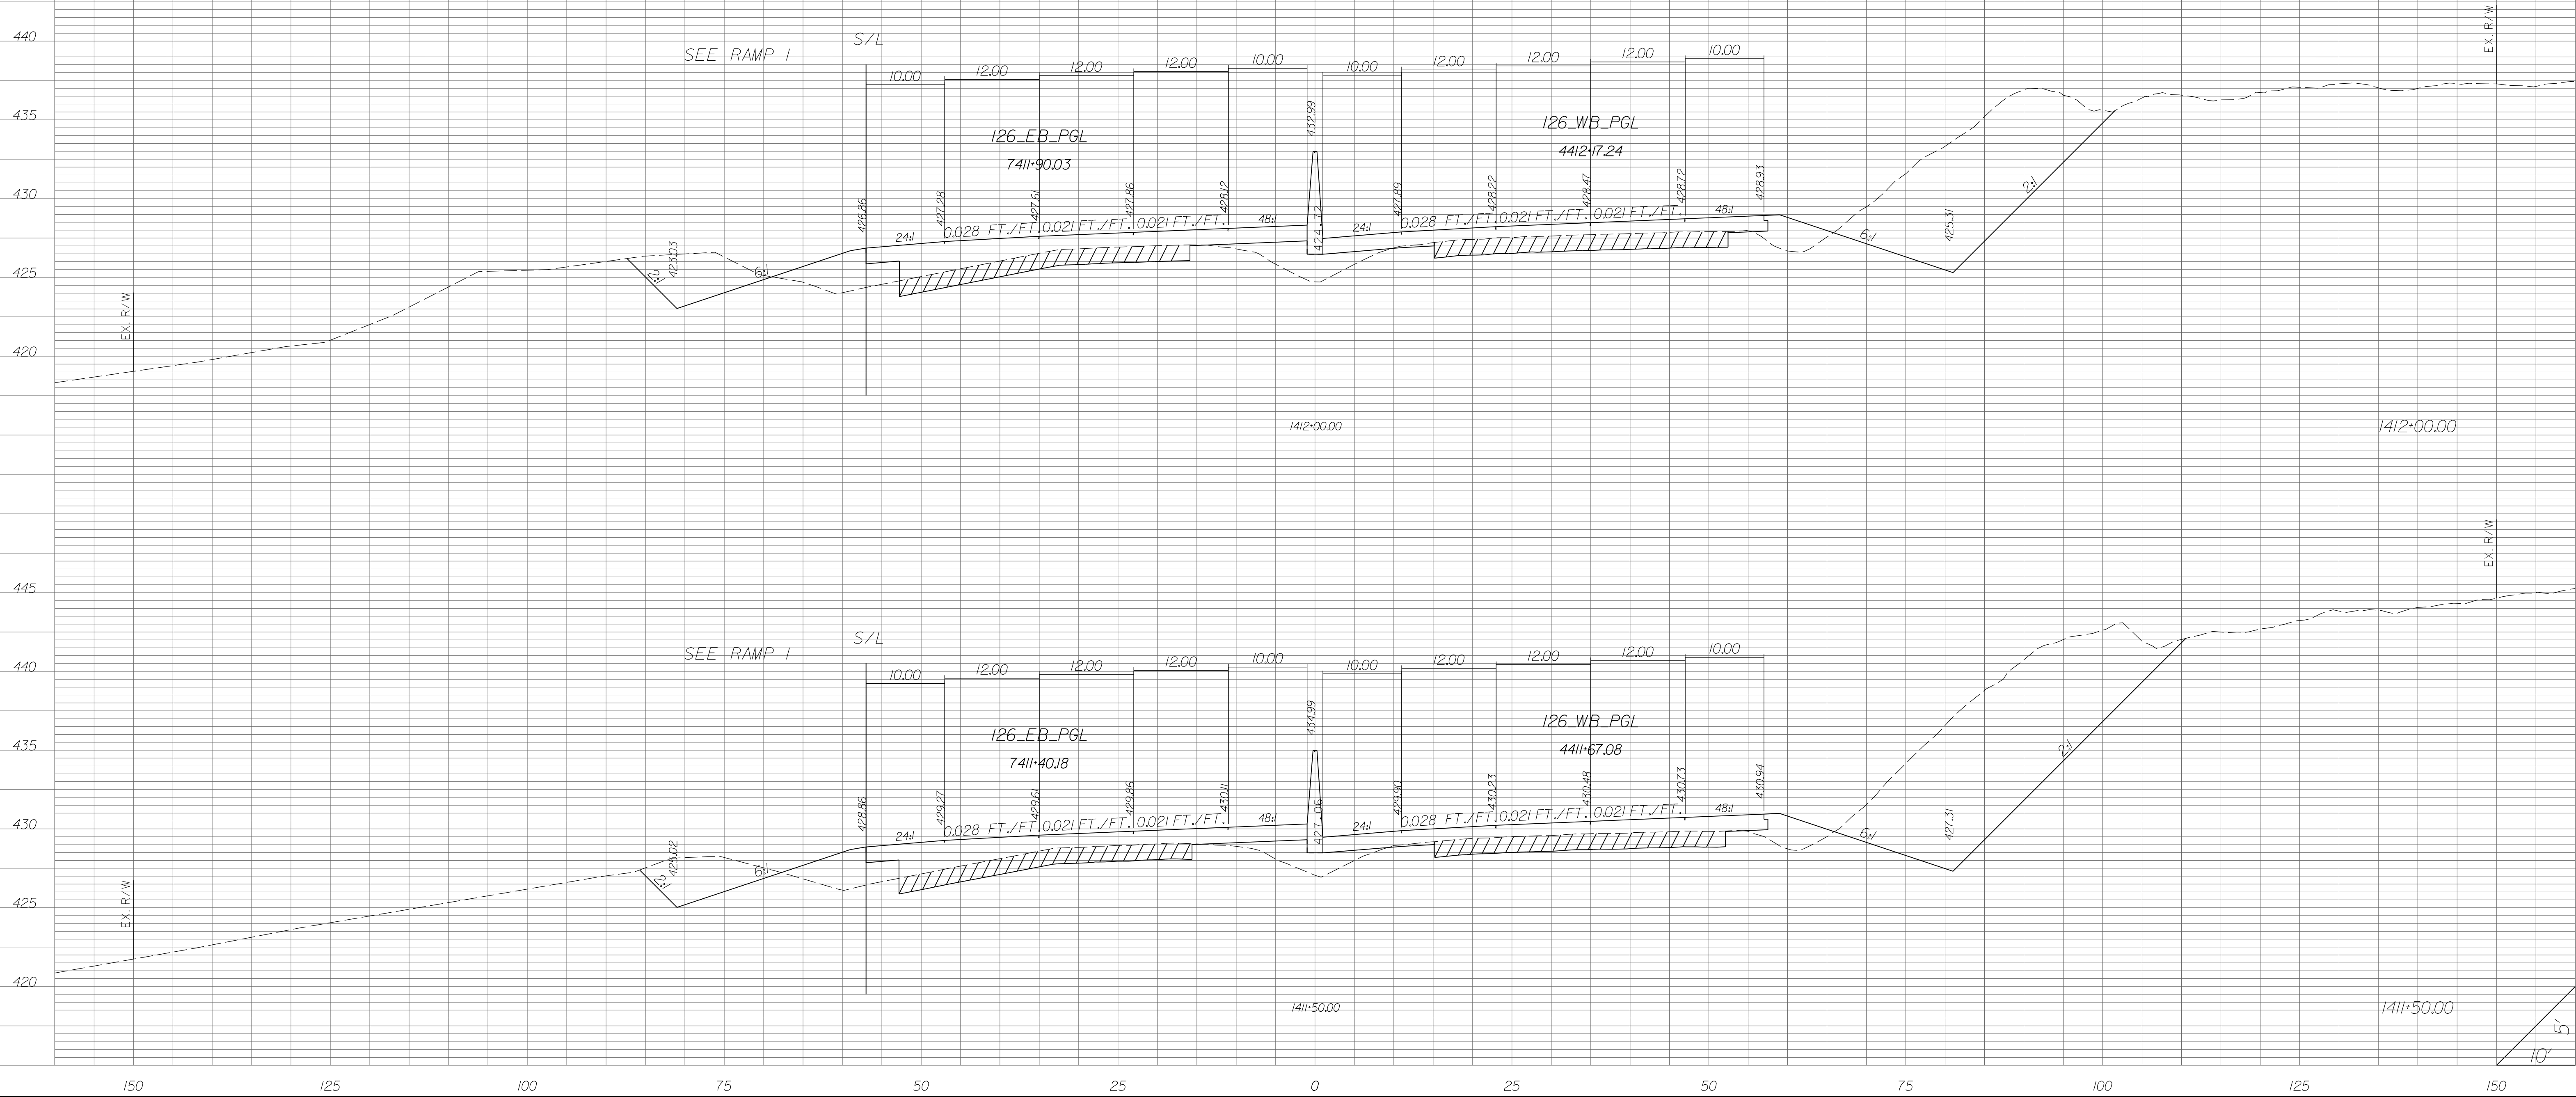 440
435
430
425
420
EX. R/W
EX. R/W
SEE RAMP 1
S/L
10.00 12.00 12.00 12.00 10.00 10.00 12.00 12.00 12.00 10.00
432.99
126_EB_PGL
7411+90.03
126_WB_PGL
4412+17.24
426.86 427.28 427.61 427.86 428.12 424.72 427.89 428.22 428.47 428.72 428.93
24:1 0.028 FT./FT. 0.021 FT./FT. 0.021 FT./FT. 48:1 24:1 0.028 FT./FT. 0.021 FT./FT. 0.021 FT./FT. 48:1
2:1 423.03 6:1 6:1 425.31 2:1
1412+00.00 1412+00.00
445
440
435
430
425
420
EX. R/W
EX. R/W
SEE RAMP 1
S/L
10.00 12.00 12.00 12.00 10.00 10.00 12.00 12.00 12.00 10.00
434.99
126_EB_PGL
7411+40.18
126_WB_PGL
4411+67.08
428.86 429.27 429.61 429.86 430.11 427.06 429.90 430.23 430.48 430.73 430.94
24:1 0.028 FT./FT. 0.021 FT./FT. 0.021 FT./FT. 48:1 24:1 0.028 FT./FT. 0.021 FT./FT. 0.021 FT./FT. 48:1
2:1 425.02 6:1 6:1 427.31 2:1
1411+50.00 1411+50.00
5'
10'
150 125 100 75 50 25 0 25 50 75 100 125 150